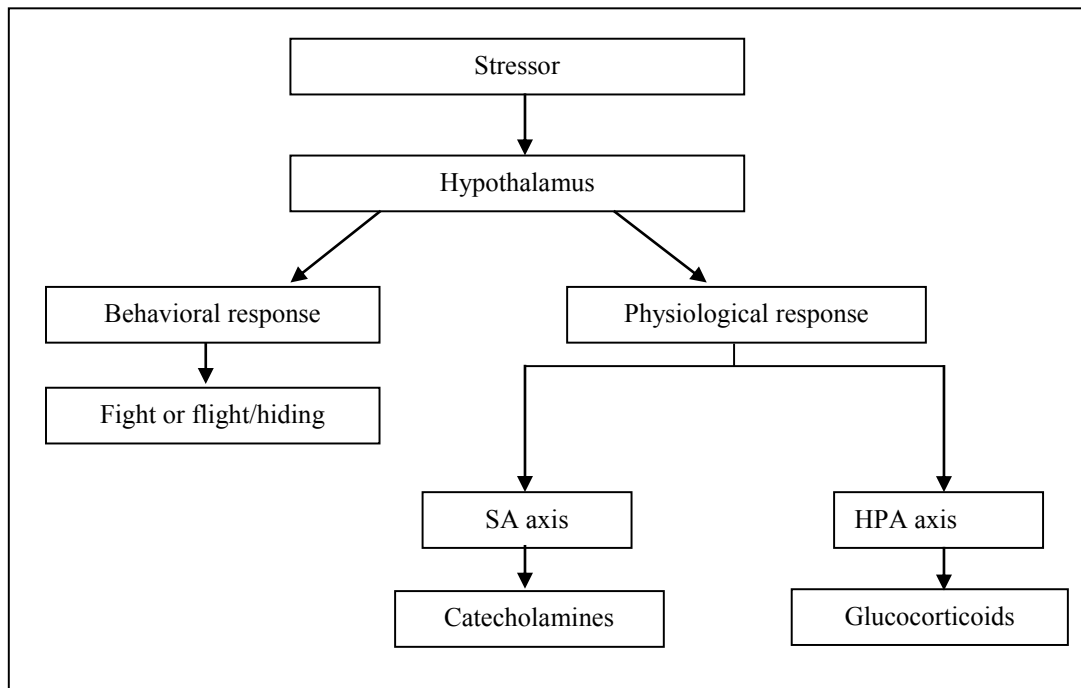 Stressor
Hypothalamus
Behavioral response
Physiological response
Fight or flight/hiding
SA axis
HPA axis
Catecholamines
Glucocorticoids